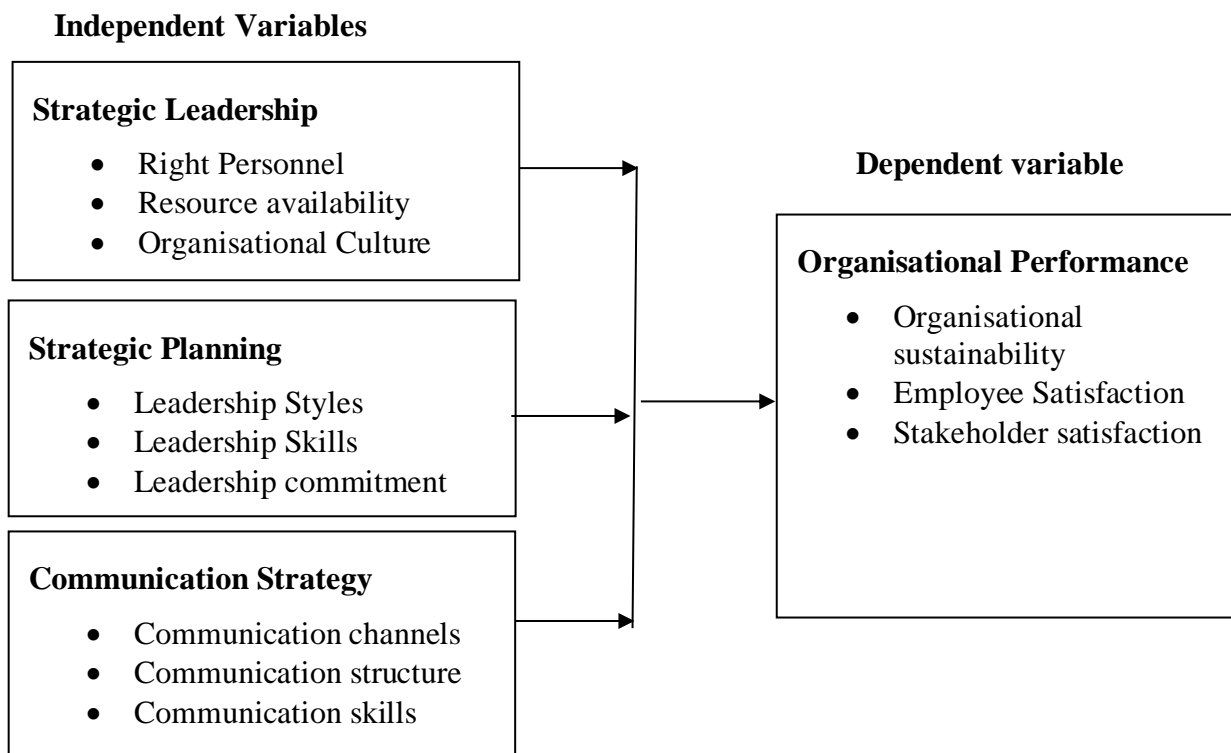 Independent Variables
Strategic Leadership
• Right Personnel
• Resource availability
• Organisational Culture
Strategic Planning
• Leadership Styles
• Leadership Skills
• Leadership commitment
Communication Strategy
• Communication channels
• Communication structure
• Communication skills
Dependent variable
Organisational Performance
• Organisational
sustainability
• Employee Satisfaction
• Stakeholder satisfaction